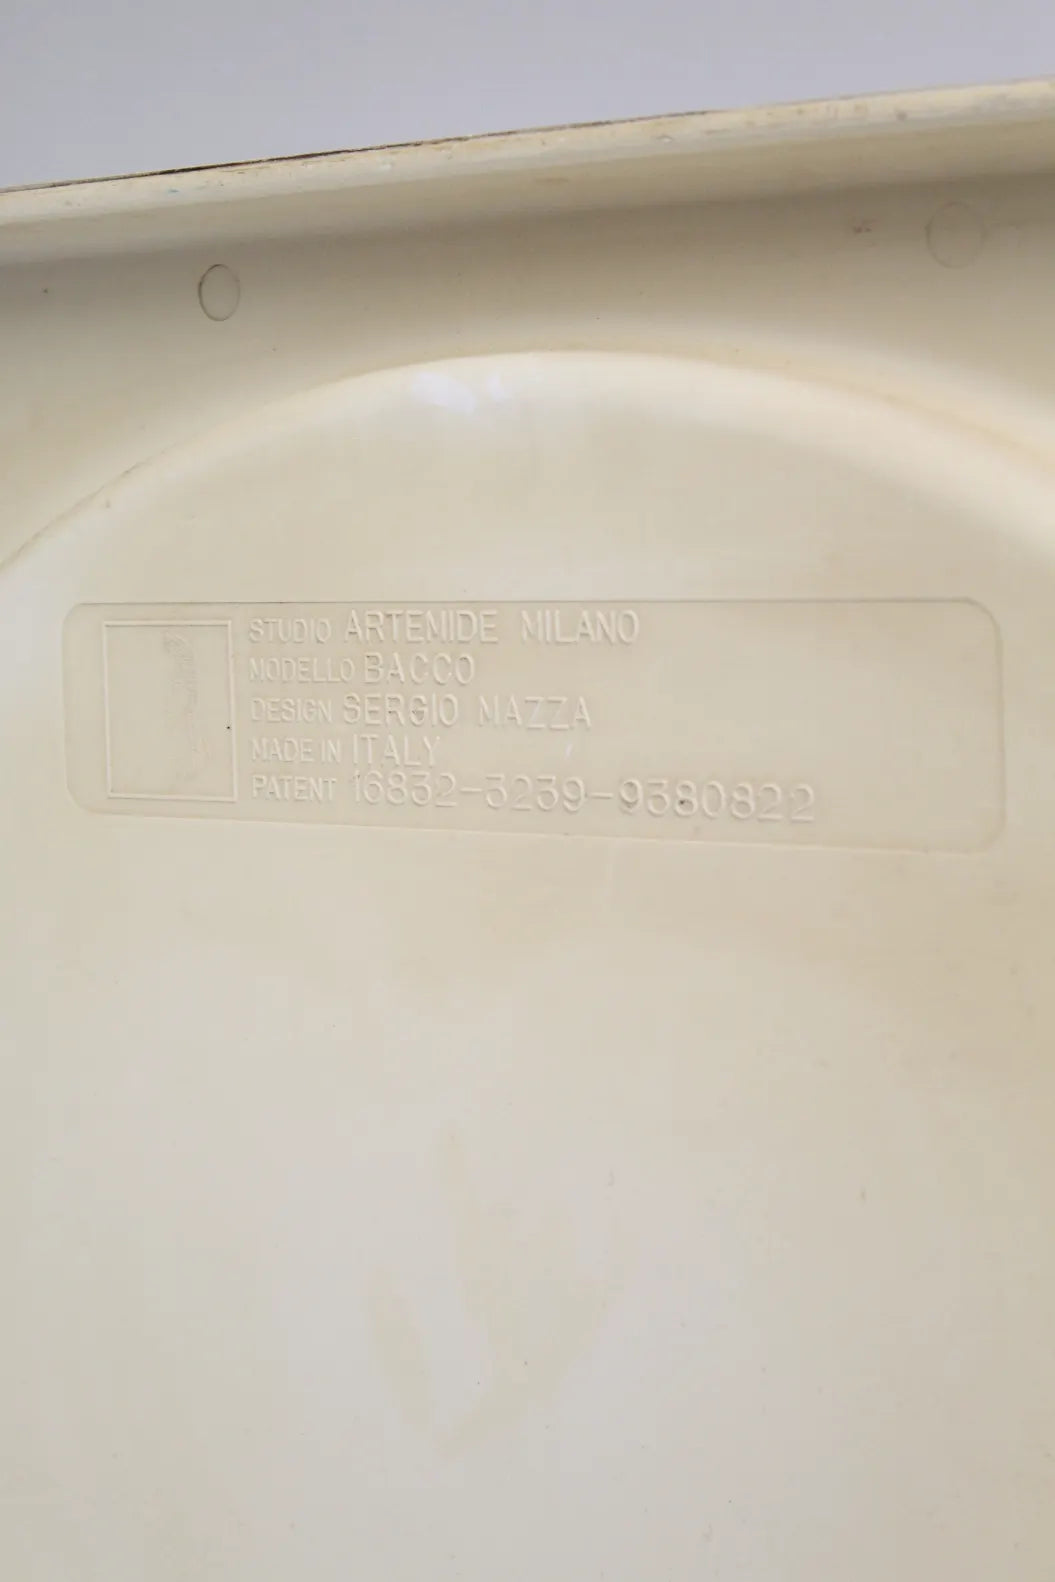 STUDIO ARTEMIDE MILANO
MODELLO BACCO
DESIGN SERGIO MAZZA
MADE IN ITALY
PATENT 16832-3239-9380822